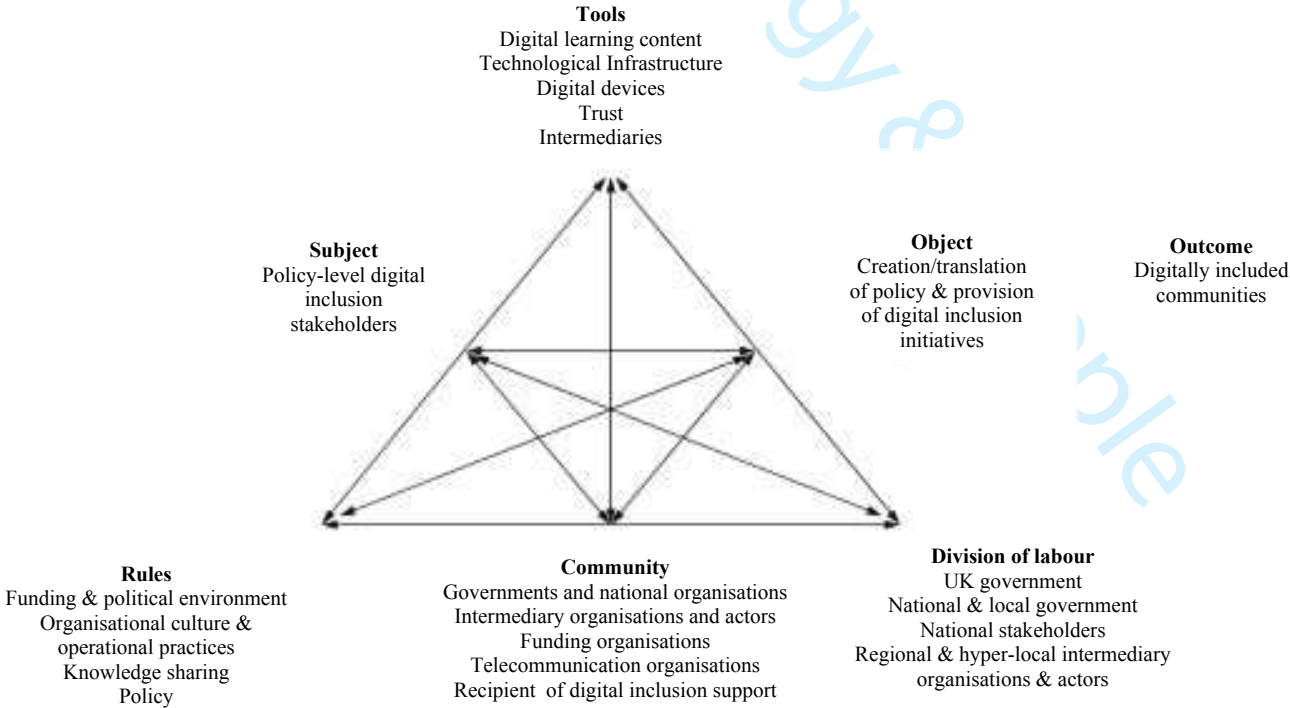 Tools
Digital learning content
Technological Infrastructure
Digital devices
Trust
Intermediaries
Subject
Policy-level digital
inclusion
stakeholders
Object
Creation/translation
of policy & provision
of digital inclusion
initiatives
Outcome
Digitally included
communities
Rules
Funding & political environment
Organisational culture &
operational practices
Knowledge sharing
Policy
Community
Governments and national organisations
Intermediary organisations and actors
Funding organisations
Telecommunication organisations
Recipient of digital inclusion support
Division of labour
UK government
National & local government
National stakeholders
Regional & hyper-local intermediary
organisations & actors